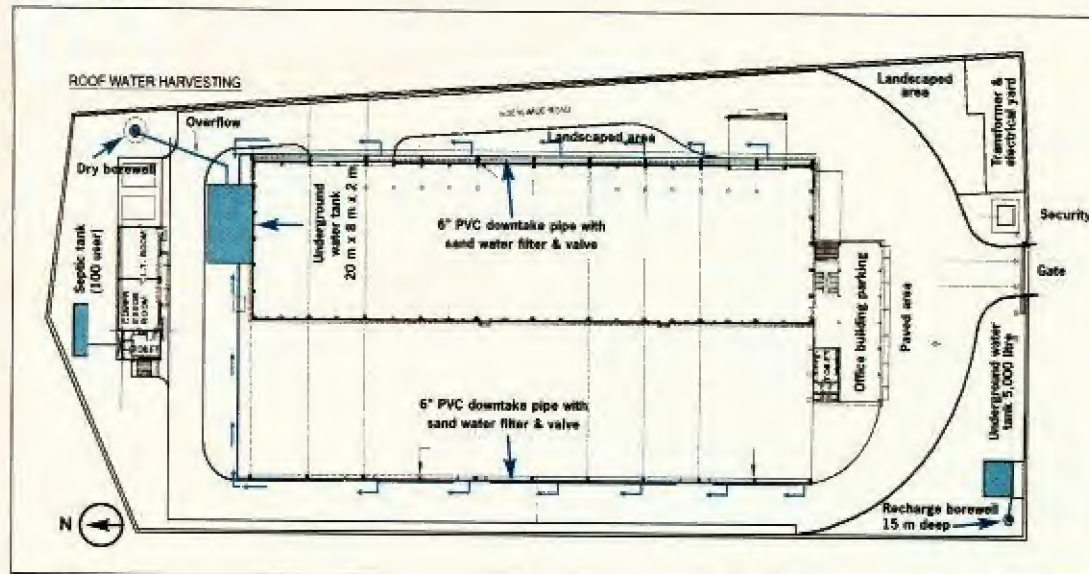 ROOF WATER HARVESTING
Overflow
Dry borewell
Septic tank
(100 user)
L.T. ROOM
TOILET
Underground
water tank
20 m x 8 m x 2 m
Landscaped area
6" PVC downtake pipe with
sand water filter & valve
6" PVC downtake pipe with
sand water filter & valve
Landscaped
area
Transformer &
electrical yard
Security
Gate
Office building parking
Paved area
Underground water
tank 5,000 litre
Recharge borewell
15 m deep
N